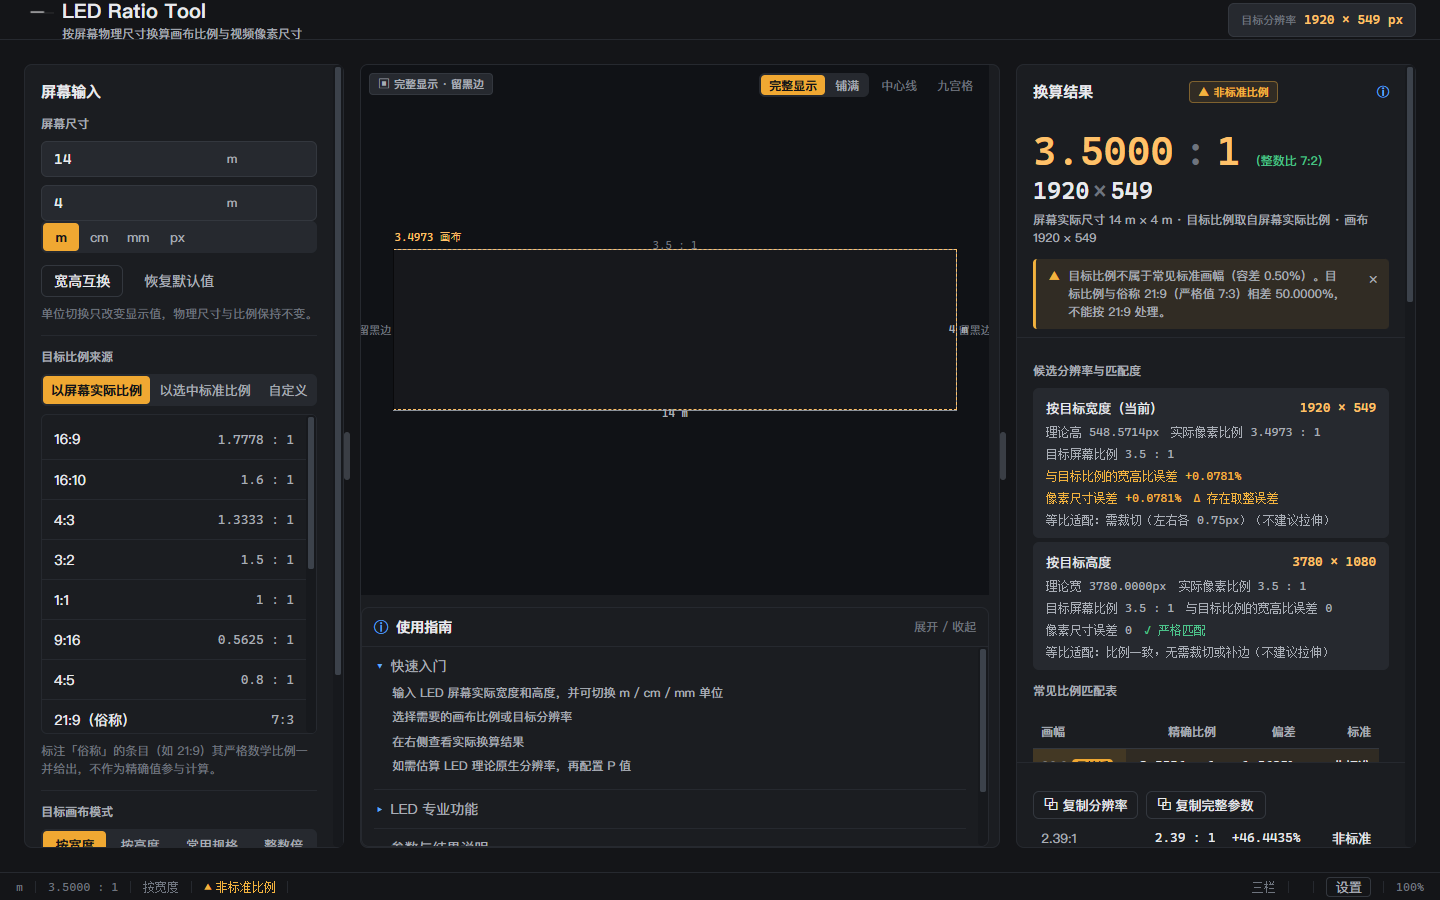 LED Ratio Tool
按屏幕物理尺寸换算画布比例与视频像素尺寸
目标分辨率 1920 × 549 px
屏幕输入
屏幕尺寸
14 m
4 m
m cm mm px
宽高互换 恢复默认值
单位切换只改变显示值，物理尺寸与比例保持不变。
目标比例来源
以屏幕实际比例 以选中标准比例 自定义
16:9 1.7778 : 1
16:10 1.6 : 1
4:3 1.3333 : 1
3:2 1.5 : 1
1:1 1 : 1
9:16 0.5625 : 1
4:5 0.8 : 1
21:9（俗称） 7:3
标注「俗称」的条目（如 21:9）其严格数学比例一
并给出，不作为精确值参与计算。
目标画布模式
按宽度 按高度 常用规格 整数倍
完整显示 · 留黑边
完整显示 铺满 中心线 九宫格
3.4973 画布
3.5 : 1
留黑边
4 m
留黑边
14 m
使用指南 展开 / 收起
快速入门
输入 LED 屏幕实际宽度和高度，并可切换 m / cm / mm 单位
选择需要的画布比例或目标分辨率
在右侧查看实际换算结果
如需估算 LED 理论原生分辨率，再配置 P 值
LED 专业功能
换算结果
▲ 非标准比例
3.5000 : 1 (整数比 7:2)
1920×549
屏幕实际尺寸 14 m × 4 m · 目标比例取自屏幕实际比例 · 画布
1920 × 549
目标比例不属于常见标准画幅（容差 0.50%）。目
标比例与俗称 21:9（严格值 7:3）相差 50.0000%，
不能按 21:9 处理。
×
候选分辨率与匹配度
按目标宽度（当前） 1920 × 549
理论高 548.5714px 实际像素比例 3.4973 : 1
目标屏幕比例 3.5 : 1
与目标比例的宽高比误差 +0.0781%
像素尺寸误差 +0.0781% Δ 存在取整误差
等比适配：需裁切（左右各 0.75px）（不建议拉伸）
按目标高度 3780 × 1080
理论宽 3780.0000px 实际像素比例 3.5 : 1
目标屏幕比例 3.5 : 1 与目标比例的宽高比误差 0
像素尺寸误差 0 ✓ 严格匹配
等比适配：比例一致，无需裁切或补边（不建议拉伸）
常见比例匹配表
画幅 精确比例 偏差 标准
复制分辨率 复制完整参数
2.39:1 2.39 : 1 +46.4435% 非标准
m 3.5000 : 1 按宽度 ▲ 非标准比例
三栏 设置 100%